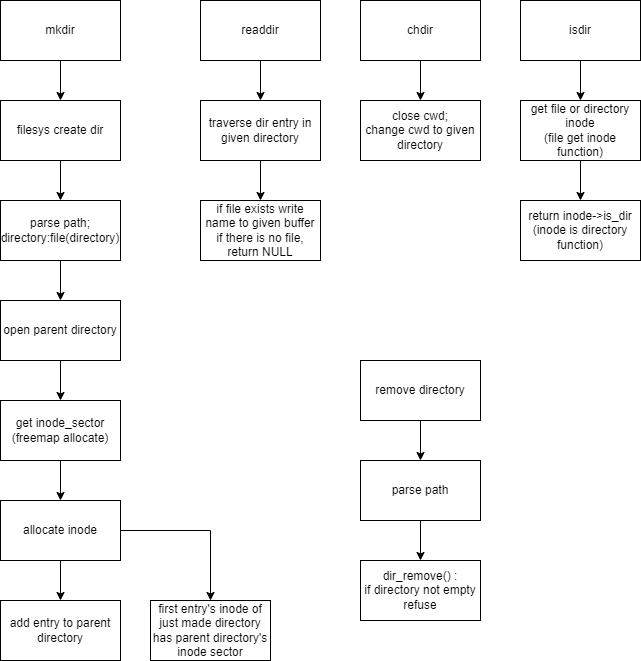 mkdir
filesys create dir
parse path;
directory:file(directory)
open parent directory
get inode_sector
(freemap allocate)
allocate inode
add entry to parent
directory
first entry's inode of
just made directory
has parent directory's
inode sector
readdir
traverse dir entry in
given directory
if file exists write
name to given buffer
if there is no file,
return NULL
chdir
close cwd;
change cwd to given
directory
isdir
get file or directory
inode
(file get inode
function)
return inode->is_dir
(inode is directory
function)
remove directory
parse path
dir_remove() :
if directory not empty
refuse